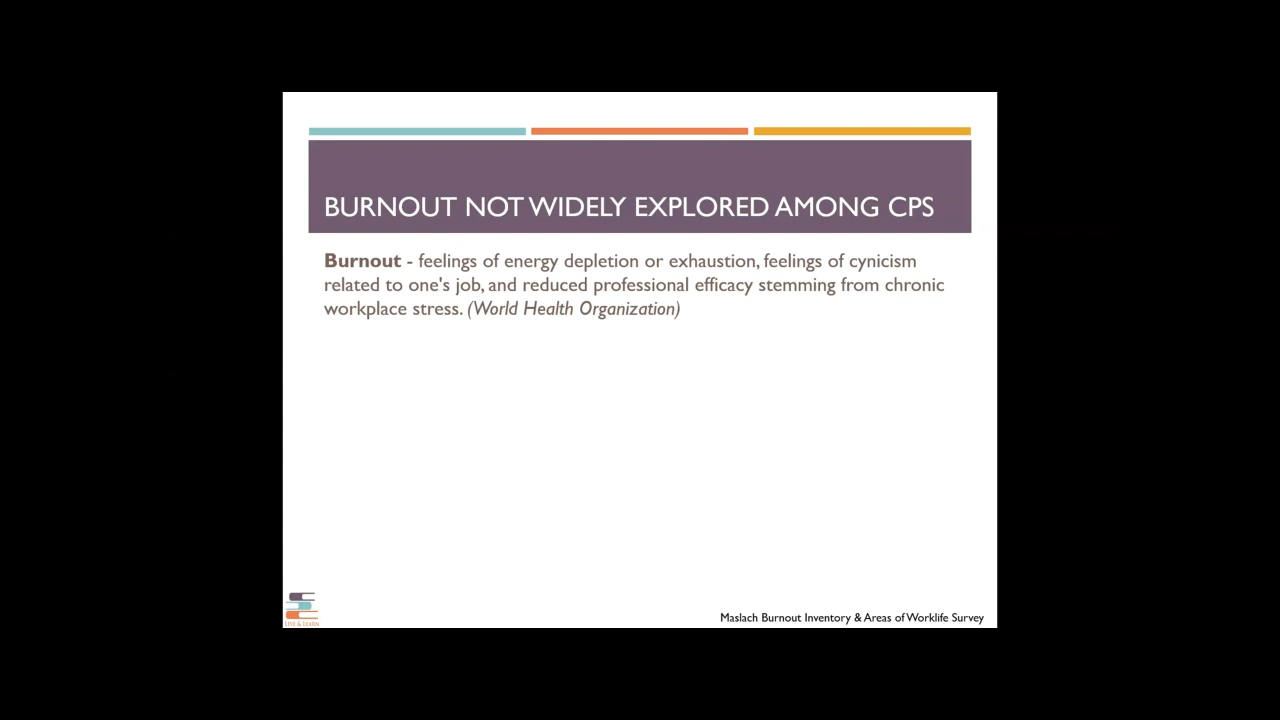 BURNOUT NOT WIDELY EXPLORED AMONG CPS
Burnout - feelings of energy depletion or exhaustion, feelings of cynicism
related to one's job, and reduced professional efficacy stemming from chronic
workplace stress. (World Health Organization)
LIVE & LEARN
Maslach Burnout Inventory & Areas of Worklife Survey